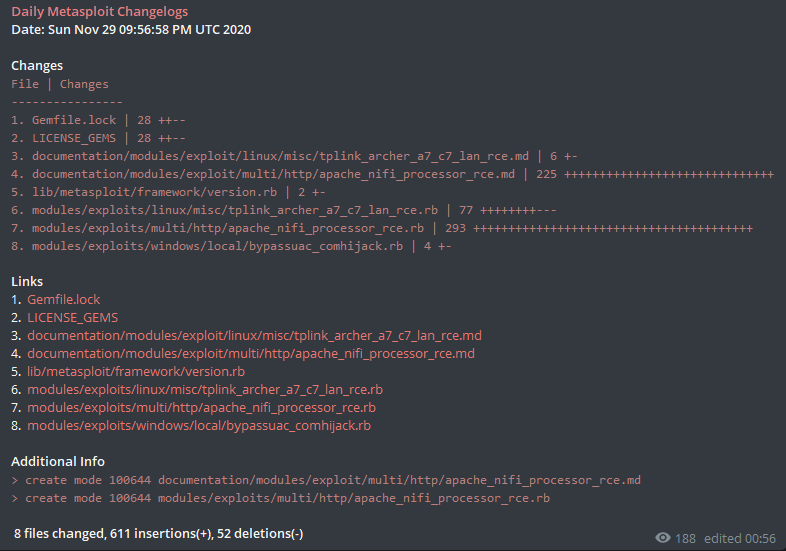 Daily Metasploit Changelogs
Date: Sun Nov 29 09:56:58 PM UTC 2020
Changes
File | Changes
----------------
1. Gemfile.lock | 28 ++--
2. LICENSE_GEMS | 28 ++--
3. documentation/modules/exploit/linux/misc/tplink_archer_a7_c7_lan_rce.md | 6 +-
4. documentation/modules/exploit/multi/http/apache_nifi_processor_rce.md | 225 ++++++++++++++++++++++++++++++
5. lib/metasploit/framework/version.rb | 2 +-
6. modules/exploits/linux/misc/tplink_archer_a7_c7_lan_rce.rb | 77 ++++++++---
7. modules/exploits/multi/http/apache_nifi_processor_rce.rb | 293 ++++++++++++++++++++++++++++++++++++++++
8. modules/exploits/windows/local/bypassuac_comhijack.rb | 4 +-
Links
1. Gemfile.lock
2. LICENSE_GEMS
3. documentation/modules/exploit/linux/misc/tplink_archer_a7_c7_lan_rce.md
4. documentation/modules/exploit/multi/http/apache_nifi_processor_rce.md
5. lib/metasploit/framework/version.rb
6. modules/exploits/linux/misc/tplink_archer_a7_c7_lan_rce.rb
7. modules/exploits/multi/http/apache_nifi_processor_rce.rb
8. modules/exploits/windows/local/bypassuac_comhijack.rb
Additional Info
> create mode 100644 documentation/modules/exploit/multi/http/apache_nifi_processor_rce.md
> create mode 100644 modules/exploits/multi/http/apache_nifi_processor_rce.rb
8 files changed, 611 insertions(+), 52 deletions(-)
188 edited 00:56